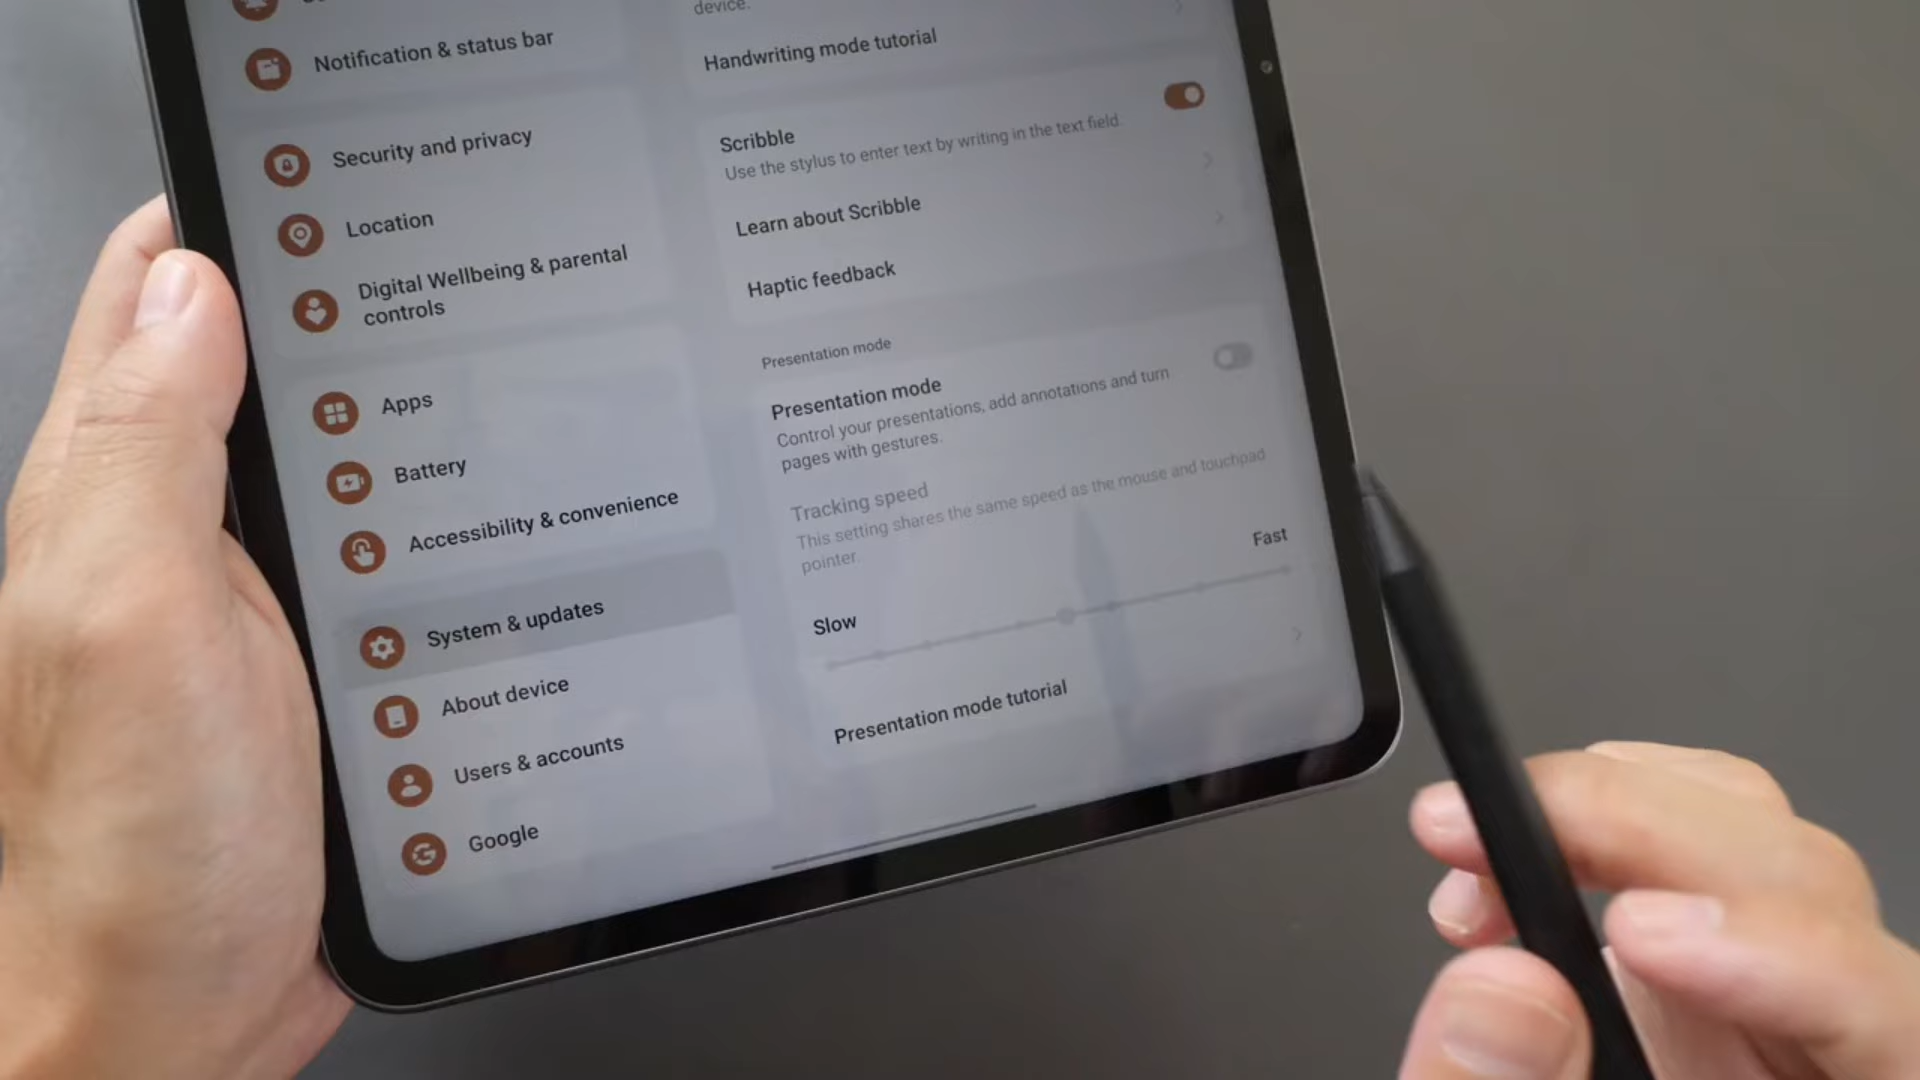 Notification & status bar
Security and privacy
Location
Digital Wellbeing & parental
controls
Apps
Battery
Accessibility & convenience
System & updates
About device
Users & accounts
Google
device.
Handwriting mode tutorial
Scribble
Use the stylus to enter text by writing in the text field.
Learn about Scribble
Haptic feedback
Presentation mode
Presentation mode
Control your presentations, add annotations and turn
pages with gestures.
Tracking speed
This setting shares the same speed as the mouse and touchpad
pointer.
Fast
Slow
Presentation mode tutorial